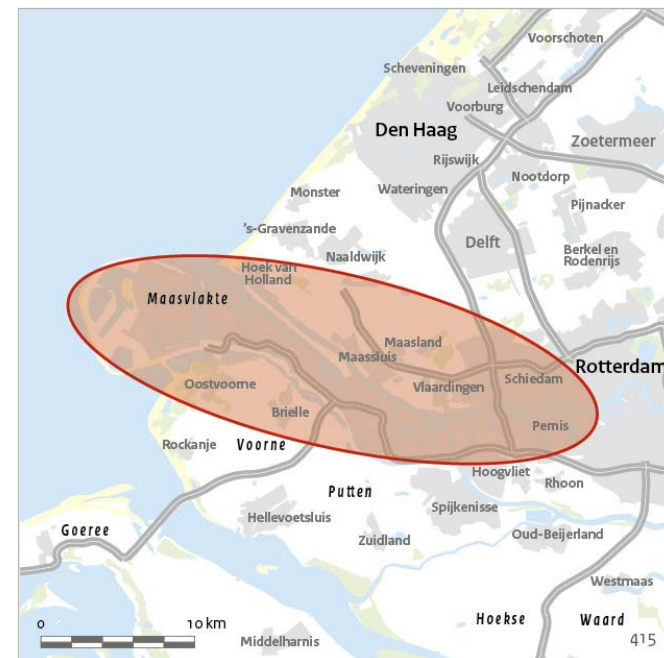 Voorschoten
Scheveningen
Leidschendam
Voorburg
Den Haag
Zoetermeer
Rijswijk
Nootdorp
Wateringen
Monster
Pijnacker
's-Gravenzande
Delft
Berkel en
Rodenrijs
Naaldwijk
Hoek van
Holland
Maasvlakte
Maasland
Maassluis
Rotterdam
Schiedam
Vlaardingen
Oostvoorne
Brielle
Pernis
Rockanje
Voorne
Hoogvliet
Rhoon
Putten
Spijkenisse
Hellevoetsluis
Goeree
Zuidland
Oud-Beijerland
Westmaas
0 10 km
Hoekse Waard
Middelharnis
415